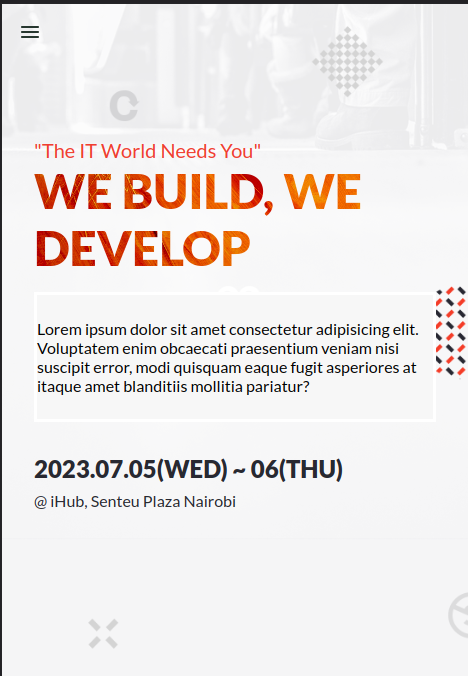 "The IT World Needs You"
WE BUILD, WE
DEVELOP
Lorem ipsum dolor sit amet consectetur adipisicing elit.
Voluptatem enim obcaecati praesentium veniam nisi
suscipit error, modi quisquam eaque fugit asperiores at
itaque amet blanditiis mollitia pariatur?
2023.07.05(WED) ~ 06(THU)
@ iHub, Senteu Plaza Nairobi